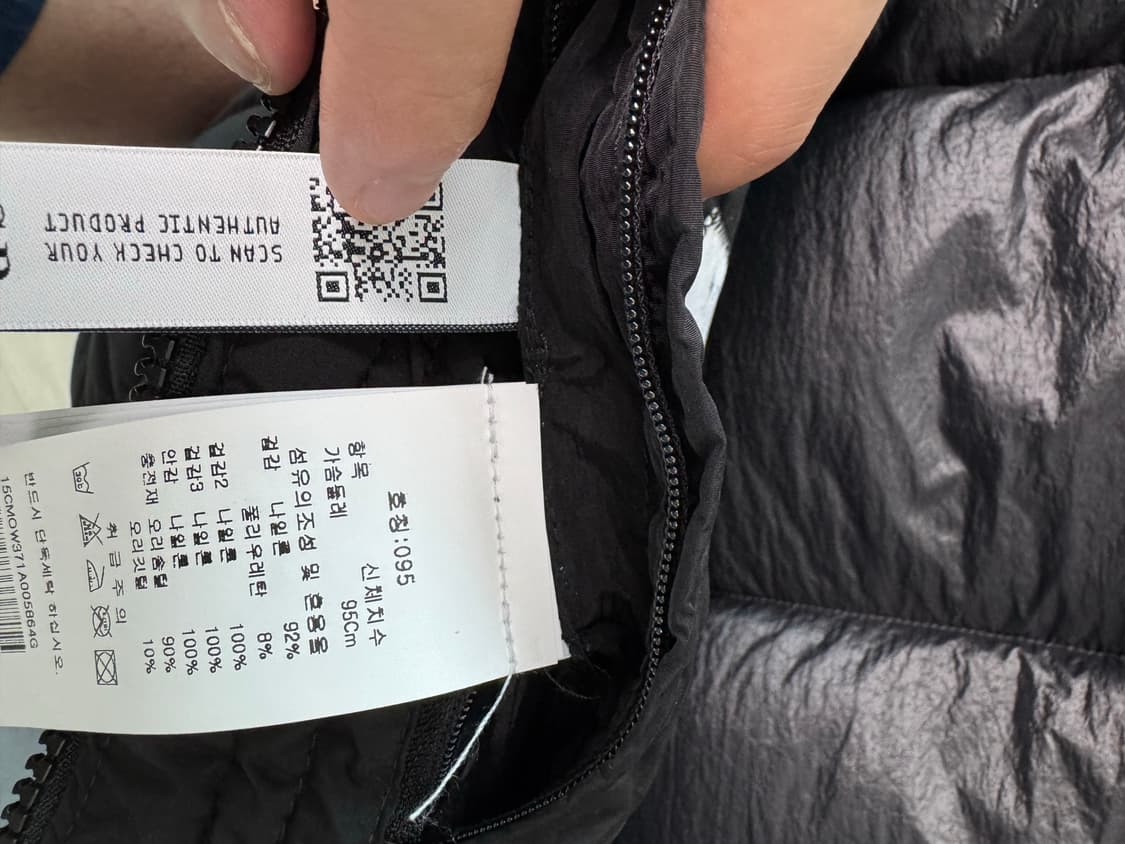 SCAN TO CHECK YOUR
AUTHENTIC PRODUCT
호칭:095
항목 신체치수
가슴둘레 95Cm
섬유의조성 및 혼용율
겉감 나일론 92%
폴리우레탄 8%
겉감2 나일론 100%
겉감3 나일론 100%
안감 나일론 100%
충전재 오리솜털 90%
오리깃털 10%
취 급 주 의
반드시 단독세탁 하십시오.
15CMOW371A005864G